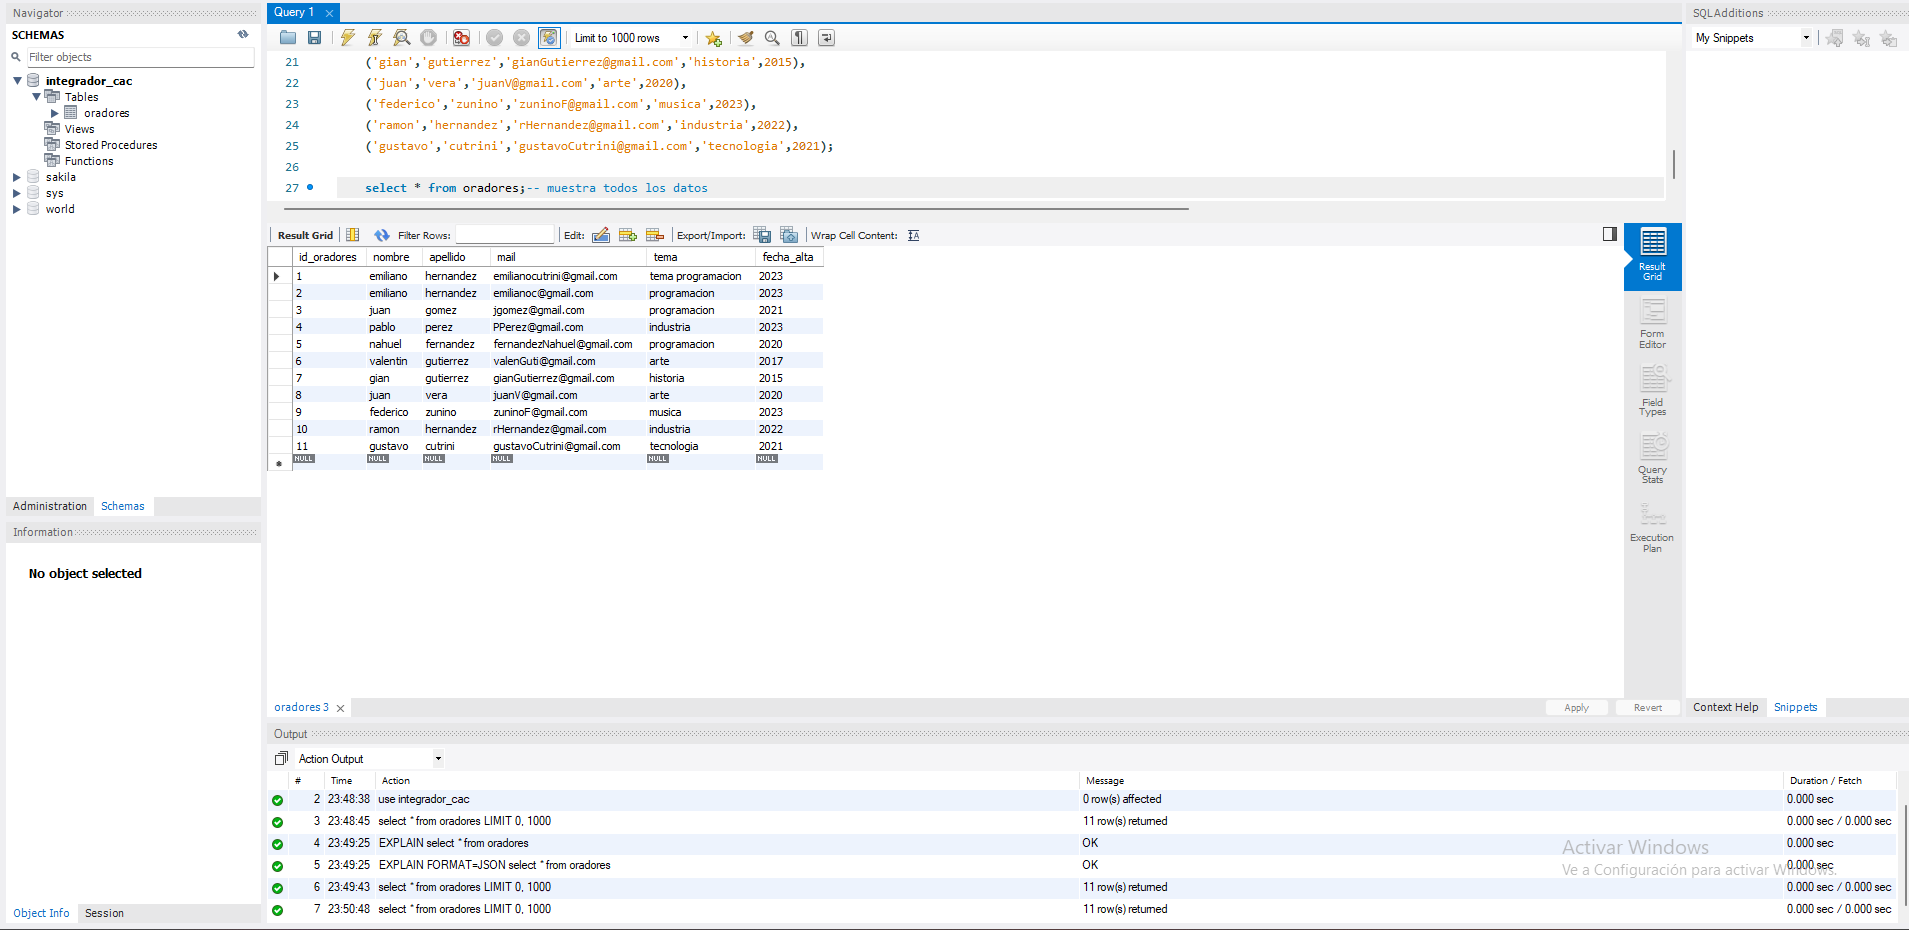 Navigator
SCHEMAS
Filter objects
integrador_cac
Tables
oradores
Views
Stored Procedures
Functions
sakila
sys
world
Administration Schemas
Information
No object selected
Object Info Session
Query 1
Limit to 1000 rows
21 ('gian','gutierrez','gianGutierrez@gmail.com','historia',2015),
22 ('juan','vera','juanV@gmail.com','arte',2020),
23 ('federico','zunino','zuninoF@gmail.com','musica',2023),
24 ('ramon','hernandez','rHernandez@gmail.com','industria',2022),
25 ('gustavo','cutrini','gustavoCutrini@gmail.com','tecnologia',2021);
26
27 select * from oradores;-- muestra todos los datos
Result Grid Filter Rows: Edit: Export/Import: Wrap Cell Content:
id_oradores nombre apellido mail tema fecha_alta
1 emiliano hernandez emilianocutrini@gmail.com tema programacion 2023
2 emiliano hernandez emilianoc@gmail.com programacion 2023
3 juan gomez jgomez@gmail.com programacion 2021
4 pablo perez PPerez@gmail.com industria 2023
5 nahuel fernandez fernandezNahuel@gmail.com programacion 2020
6 valentin gutierrez valenGuti@gmail.com arte 2017
7 gian gutierrez gianGutierrez@gmail.com historia 2015
8 juan vera juanV@gmail.com arte 2020
9 federico zunino zuninoF@gmail.com musica 2023
10 ramon hernandez rHernandez@gmail.com industria 2022
11 gustavo cutrini gustavoCutrini@gmail.com tecnologia 2021
NULL NULL NULL NULL NULL NULL
Result
Grid
Form
Editor
Field
Types
Query
Stats
Execution
Plan
oradores 3 Apply Revert
Output
Action Output
# Time Action Message Duration / Fetch
2 23:48:38 use integrador_cac 0 row(s) affected 0.000 sec
3 23:48:45 select * from oradores LIMIT 0, 1000 11 row(s) returned 0.000 sec / 0.000 sec
4 23:49:25 EXPLAIN select * from oradores OK 0.000 sec
5 23:49:25 EXPLAIN FORMAT=JSON select * from oradores OK 0.000 sec
6 23:49:43 select * from oradores LIMIT 0, 1000 11 row(s) returned 0.000 sec / 0.000 sec
7 23:50:48 select * from oradores LIMIT 0, 1000 11 row(s) returned 0.000 sec / 0.000 sec
SQLAdditions
My Snippets
Context Help Snippets
Activar Windows
Ve a Configuración para activar Windows.